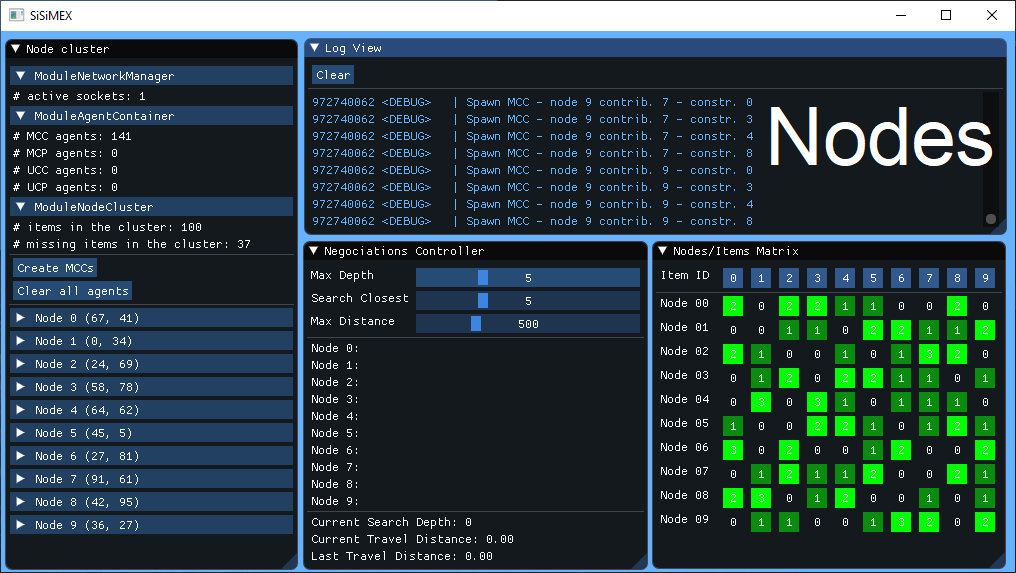 SiSiMEX
Node cluster
ModuleNetworkManager
# active sockets: 1
ModuleAgentContainer
# MCC agents: 141
# MCP agents: 0
# UCC agents: 0
# UCP agents: 0
ModuleNodeCluster
# items in the cluster: 100
# missing items in the cluster: 37
Create MCCs
Clear all agents
Node 0 (67, 41)
Node 1 (0, 34)
Node 2 (24, 69)
Node 3 (58, 78)
Node 4 (64, 62)
Node 5 (45, 5)
Node 6 (27, 81)
Node 7 (91, 61)
Node 8 (42, 95)
Node 9 (36, 27)
Log View
Clear
972740062 <DEBUG> | Spawn MCC - node 9 contrib. 7 - constr. 0
972740062 <DEBUG> | Spawn MCC - node 9 contrib. 7 - constr. 3
972740062 <DEBUG> | Spawn MCC - node 9 contrib. 7 - constr. 4
972740062 <DEBUG> | Spawn MCC - node 9 contrib. 7 - constr. 8
972740062 <DEBUG> | Spawn MCC - node 9 contrib. 9 - constr. 0
972740062 <DEBUG> | Spawn MCC - node 9 contrib. 9 - constr. 3
972740062 <DEBUG> | Spawn MCC - node 9 contrib. 9 - constr. 4
972740062 <DEBUG> | Spawn MCC - node 9 contrib. 9 - constr. 8
Nodes
Negociations Controller
Max Depth 5
Search Closest 5
Max Distance 500
Node 0:
Node 1:
Node 2:
Node 3:
Node 4:
Node 5:
Node 6:
Node 7:
Node 8:
Node 9:
Current Search Depth: 0
Current Travel Distance: 0.00
Last Travel Distance: 0.00
Nodes/Items Matrix
Item ID 0 1 2 3 4 5 6 7 8 9
Node 00 2 0 2 2 1 1 0 0 2 0
Node 01 0 0 1 1 0 2 2 1 1 2
Node 02 2 1 0 0 1 0 1 3 2 0
Node 03 0 1 2 0 2 2 1 1 0 1
Node 04 0 3 0 3 1 0 1 1 1 0
Node 05 1 0 0 2 2 1 0 1 2 1
Node 06 3 0 2 0 0 1 2 0 0 2
Node 07 0 1 2 1 1 2 0 0 2 1
Node 08 2 3 0 1 2 0 0 1 0 1
Node 09 0 1 1 0 0 1 3 2 0 2